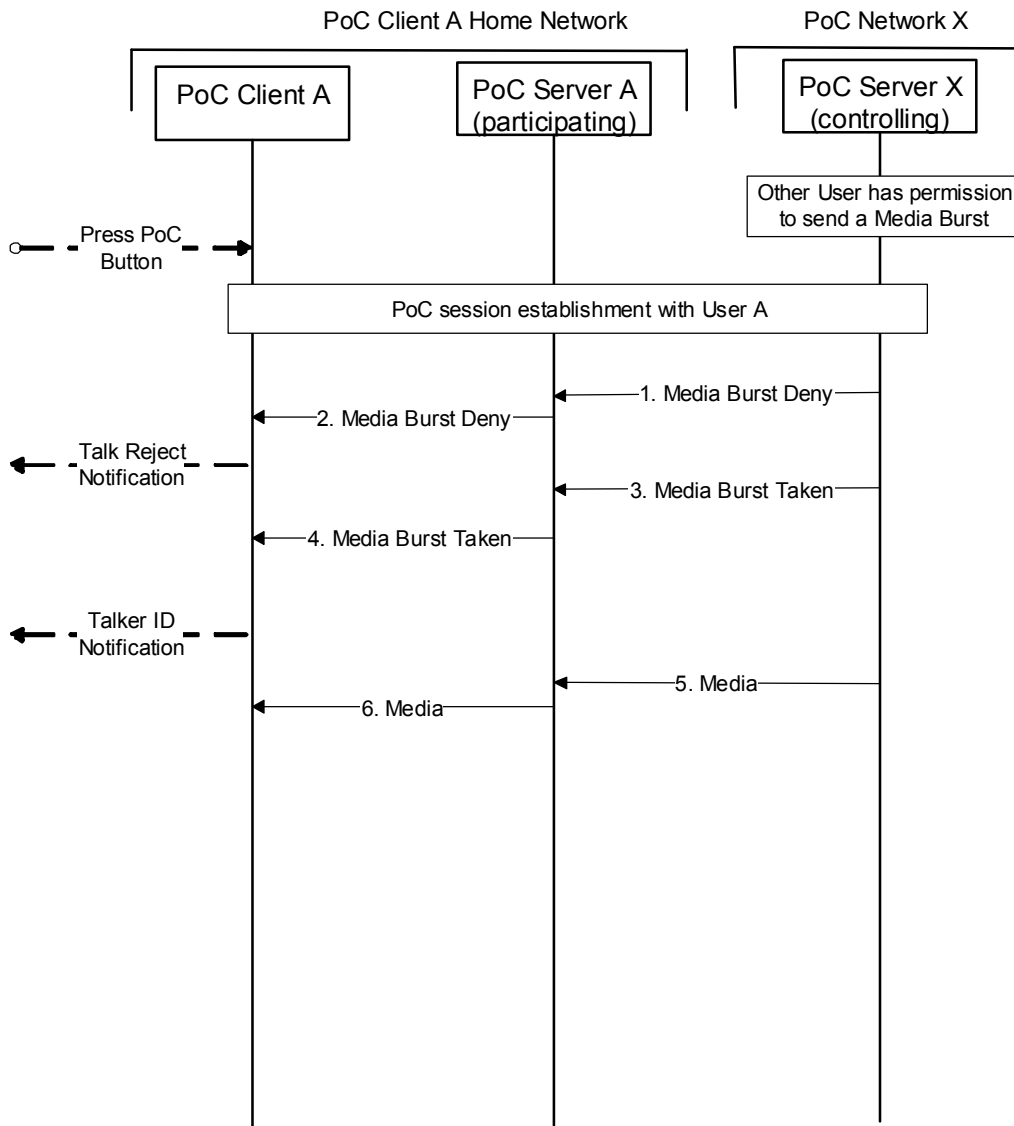 PoC Client A Home Network
PoC Network X
PoC Client A
PoC Server A
(participating)
PoC Server X
(controlling)
Other User has permission
to send a Media Burst
Press PoC
Button
PoC session establishment with User A
1. Media Burst Deny
2. Media Burst Deny
Talk Reject
Notification
3. Media Burst Taken
4. Media Burst Taken
Talker ID
Notification
5. Media
6. Media